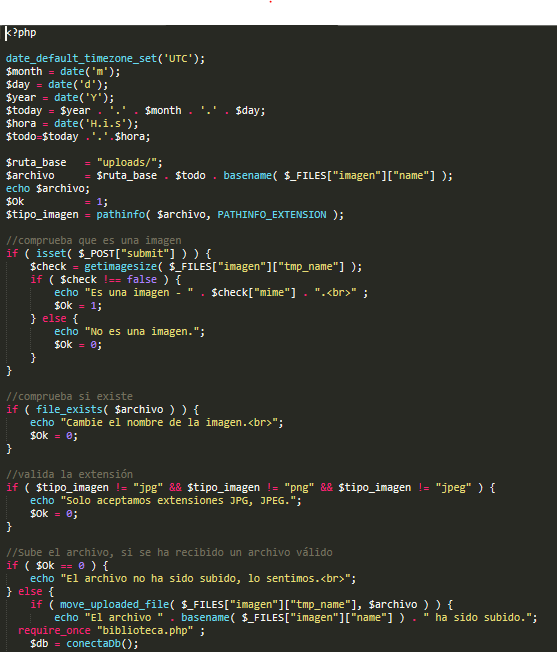 <?php
date_default_timezone_set('UTC');
$month = date('m');
$day = date('d');
$year = date('Y');
$today = $year . '.' . $month . '.' . $day;
$hora = date('H.i.s');
$todo=$today .'.'.$hora;
$ruta_base   = "uploads/";
$archivo     = $ruta_base . $todo . basename( $_FILES["imagen"]["name"] );
echo $archivo;
$Ok          = 1;
$tipo_imagen = pathinfo( $archivo, PATHINFO_EXTENSION );
//comprueba que es una imagen
if ( isset( $_POST["submit"] ) ) {
    $check = getimagesize( $_FILES["imagen"]["tmp_name"] );
    if ( $check !== false ) {
        echo "Es una imagen - " . $check["mime"] . ".<br>" ;
        $Ok = 1;
    } else {
        echo "No es una imagen.";
        $Ok = 0;
    }
}
//comprueba si existe
if ( file_exists( $archivo ) ) {
    echo "Cambie el nombre de la imagen.<br>";
    $Ok = 0;
}
//valida la extensión
if ( $tipo_imagen != "jpg" && $tipo_imagen != "png" && $tipo_imagen != "jpeg" ) {
    echo "Solo aceptamos extensiones JPG, JPEG.";
    $Ok = 0;
}
//Sube el archivo, si se ha recibido un archivo válido
if ( $Ok == 0 ) {
    echo "El archivo no ha sido subido, lo sentimos.<br>";
} else {
    if ( move_uploaded_file( $_FILES["imagen"]["tmp_name"], $archivo ) ) {
        echo "El archivo " . basename( $_FILES["imagen"]["name"] ) . " ha sido subido.";
  require_once "biblioteca.php" ;
    $db = conectaDb();